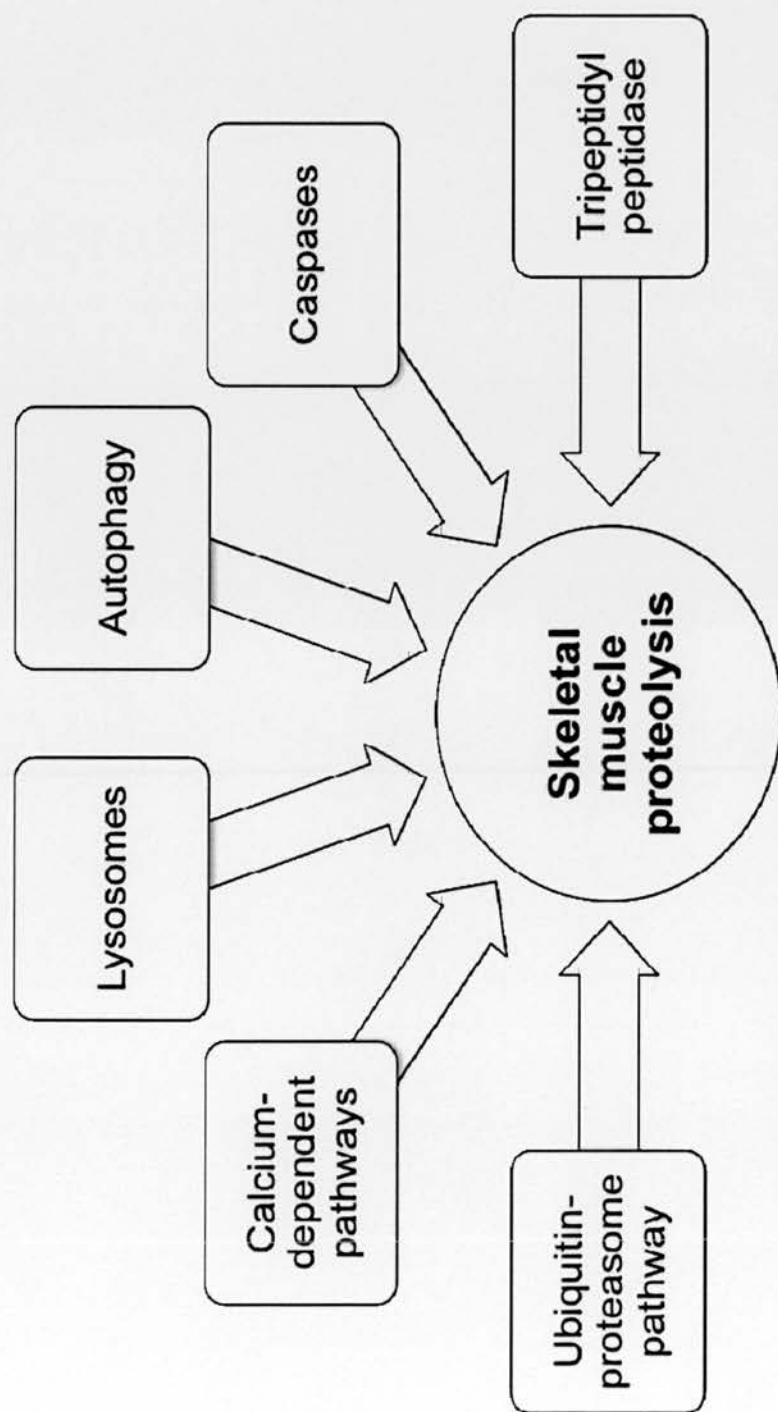 Ubiquitin-
proteasome
pathway
Calcium-
dependent
pathways
Lysosomes
Autophagy
Caspases
Tripeptidyl
peptidase
Skeletal
muscle
proteolysis